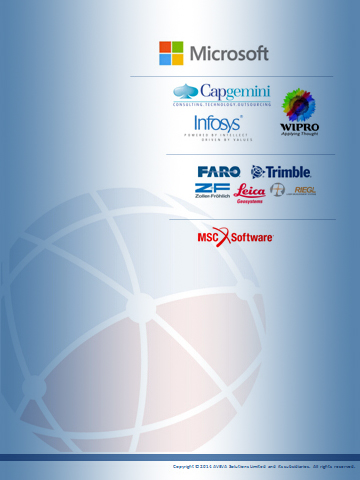 Microsoft
Capgemini
CONSULTING.TECHNOLOGY.OUTSOURCING
Infosys®
POWERED BY INTELLECT
DRIVEN BY VALUES
WIPRO
Applying Thought
FARO
Trimble.
ZF
Zoller+Fröhlich
Leica
Geosystems
RIEGL
MSC Software
Copyright © 2014 AVEVA Solutions Limited and its subsidiaries. All rights reserved.